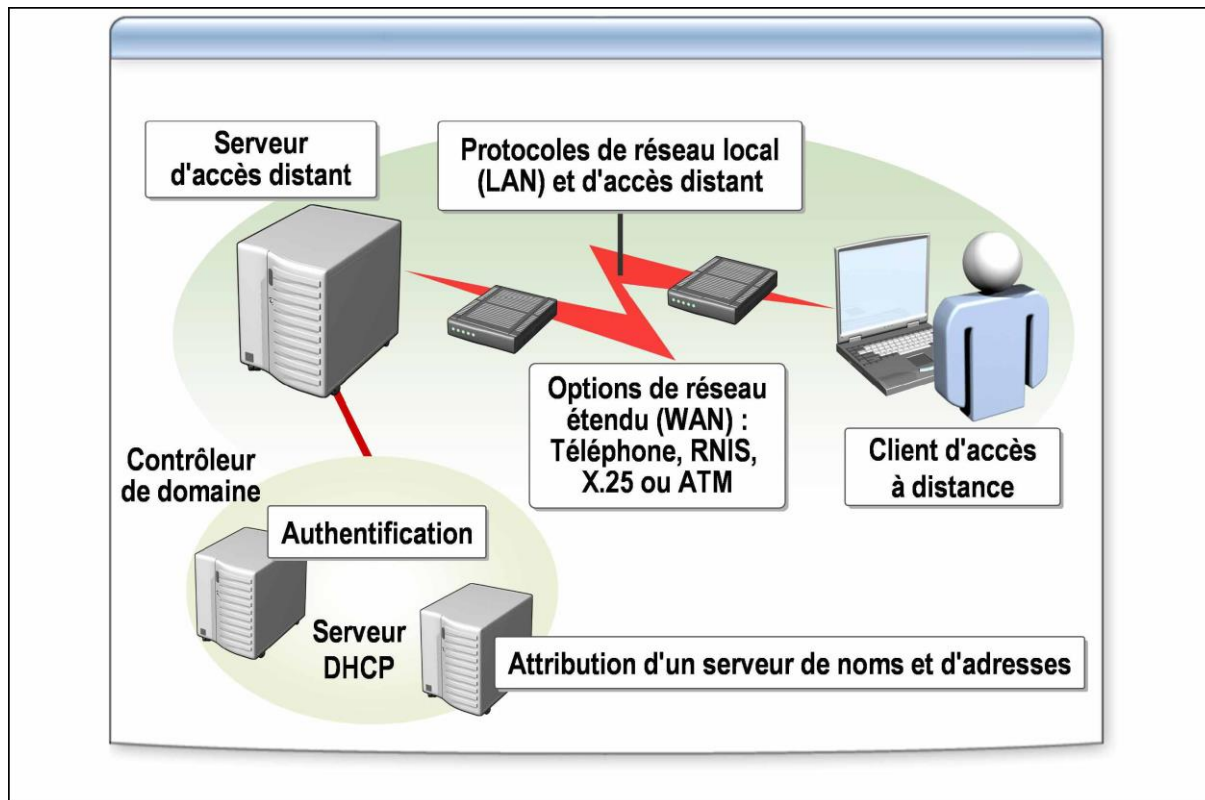 Serveur
d'accès distant
Protocoles de réseau local
(LAN) et d'accès distant
Options de réseau
étendu (WAN) :
Téléphone, RNIS,
X.25 ou ATM
Client d'accès
à distance
Contrôleur
de domaine
Authentification
Serveur
DHCP
Attribution d'un serveur de noms et d'adresses